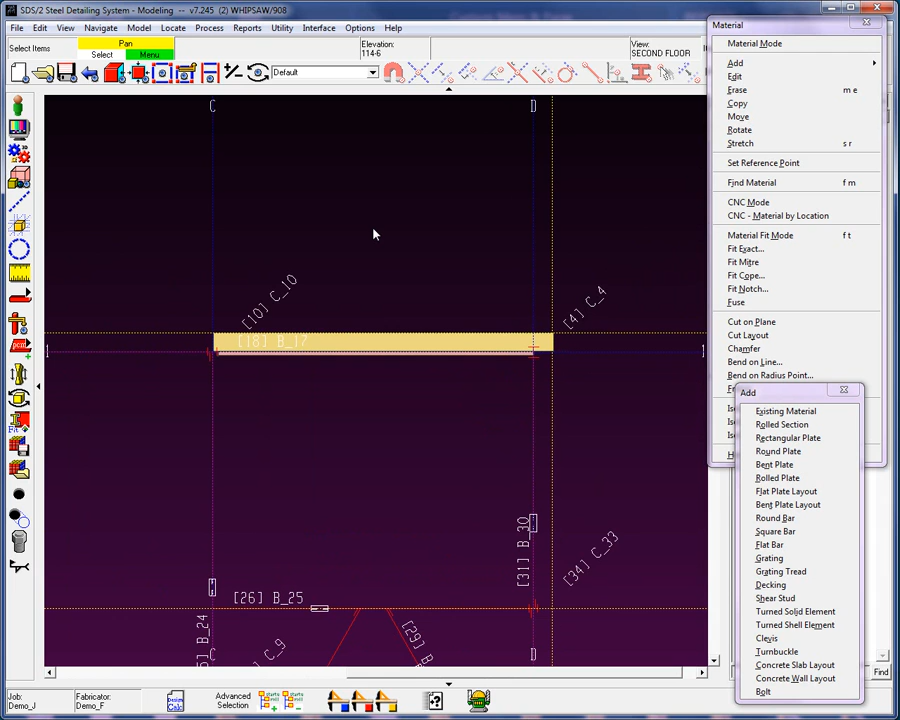 SDS/2 Steel Detailing System - Modeling -- v7.245 (2) WHIPSAW/908
File Edit View Navigate Model Locate Process Reports Utility Interface Options Help
Select Items
Pan
Select Menu
Elevation:
114-6
View:
SECOND FLOOR
Default
C D
[10] C_10
[4] C_4
[18] B_17
1 1
[31] B_30
[34] C_33
[26] B_25
B_24
C_9
[29] B
C D
Material
Material Mode
Add
Edit
Erase m e
Copy
Move
Rotate
Stretch s r
Set Reference Point
Find Material f m
CNC Mode
CNC - Material by Location
Material Fit Mode f t
Fit Exact...
Fit Mitre
Fit Cope...
Fit Notch...
Fuse
Cut on Plane
Cut Layout
Chamfer
Bend on Line...
Bend on Radius Point...
Add
Existing Material
Rolled Section
Rectangular Plate
Round Plate
Bent Plate
Rolled Plate
Flat Plate Layout
Bent Plate Layout
Round Bar
Square Bar
Flat Bar
Grating
Grating Tread
Decking
Shear Stud
Turned Solid Element
Turned Shell Element
Clevis
Turnbuckle
Concrete Slab Layout
Concrete Wall Layout
Bolt
Find
Job:
Demo_J
Fabricator:
Demo_F
Advanced
Selection